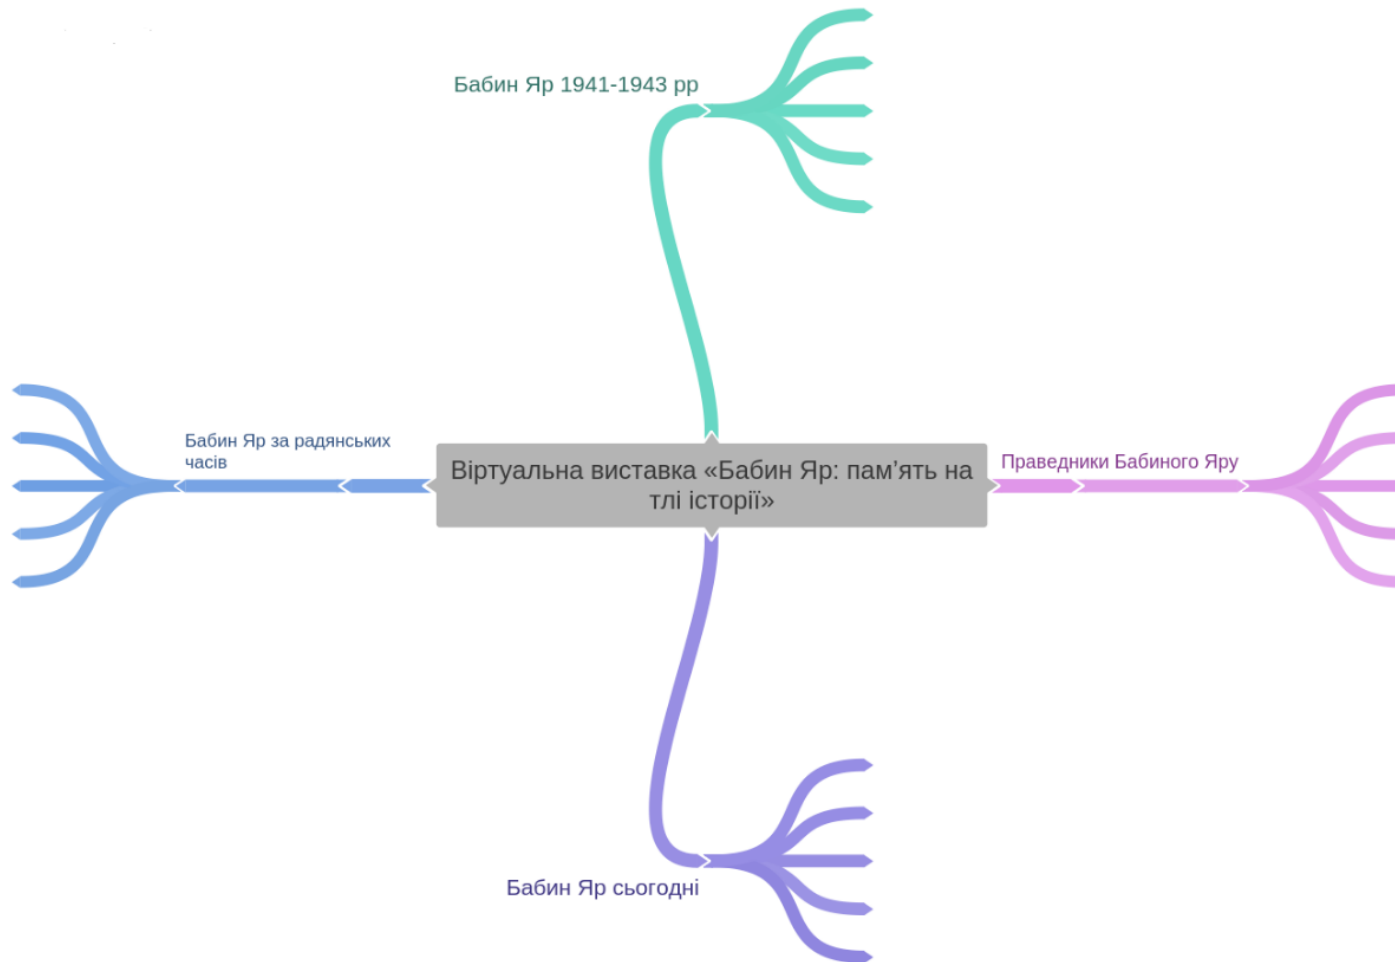 Бабин Яр 1941-1943 рр
Бабин Яр за радянських
часів
Віртуальна виставка «Бабин Яр: пам’ять на
тлі історії»
Праведники Бабиного Яру
Бабин Яр сьогодні